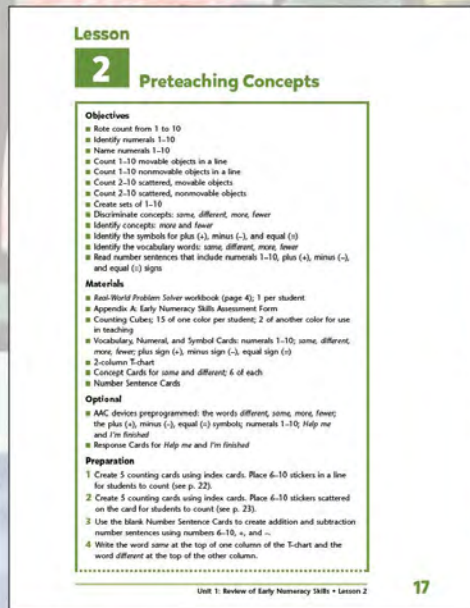 Lesson
2
Preteaching Concepts
Objectives
■ Rote count from 1 to 10
■ Identify numerals 1–10
■ Name numerals 1–10
■ Count 1–10 movable objects in a line
■ Count 1–10 nonmovable objects in a line
■ Count 2–10 scattered, movable objects
■ Count 2–10 scattered, nonmovable objects
■ Create sets of 1–10
■ Discriminate concepts: same, different, more, fewer
■ Identify concepts: more and fewer
■ Identify the symbols for plus (+), minus (–), and equal (=)
■ Identify the vocabulary words: same, different, more, fewer
■ Read number sentences that include numerals 1–10, plus (+), minus (–),
and equal (=) signs
Materials
■ Real-World Problem Solver workbook (page 4); 1 per student
■ Appendix A: Early Numeracy Skills Assessment Form
■ Counting Cubes; 15 of one color per student; 2 of another color for use
in teaching
■ Vocabulary, Numeral, and Symbol Cards: numerals 1–10; same, different,
more, fewer; plus sign (+), minus sign (–), equal sign (=)
■ 2-column T-chart
■ Concept Cards for same and different; 6 of each
■ Number Sentence Cards
Optional
■ AAC devices preprogrammed: the words different, same, more, fewer;
the plus (+), minus (–), equal (=) symbols; numerals 1–10; Help me
and I'm finished
■ Response Cards for Help me and I'm finished
Preparation
1 Create 5 counting cards using index cards. Place 6–10 stickers in a line
for students to count (see p. 22).
2 Create 5 counting cards using index cards. Place 6–10 stickers scattered
on the card for students to count (see p. 23).
3 Use the blank Number Sentence Cards to create addition and subtraction
number sentences using numbers 6–10, +, and –.
4 Write the word same at the top of one column of the T-chart and the
word different at the top of the other column.
Unit 1: Review of Early Numeracy Skills • Lesson 2 17